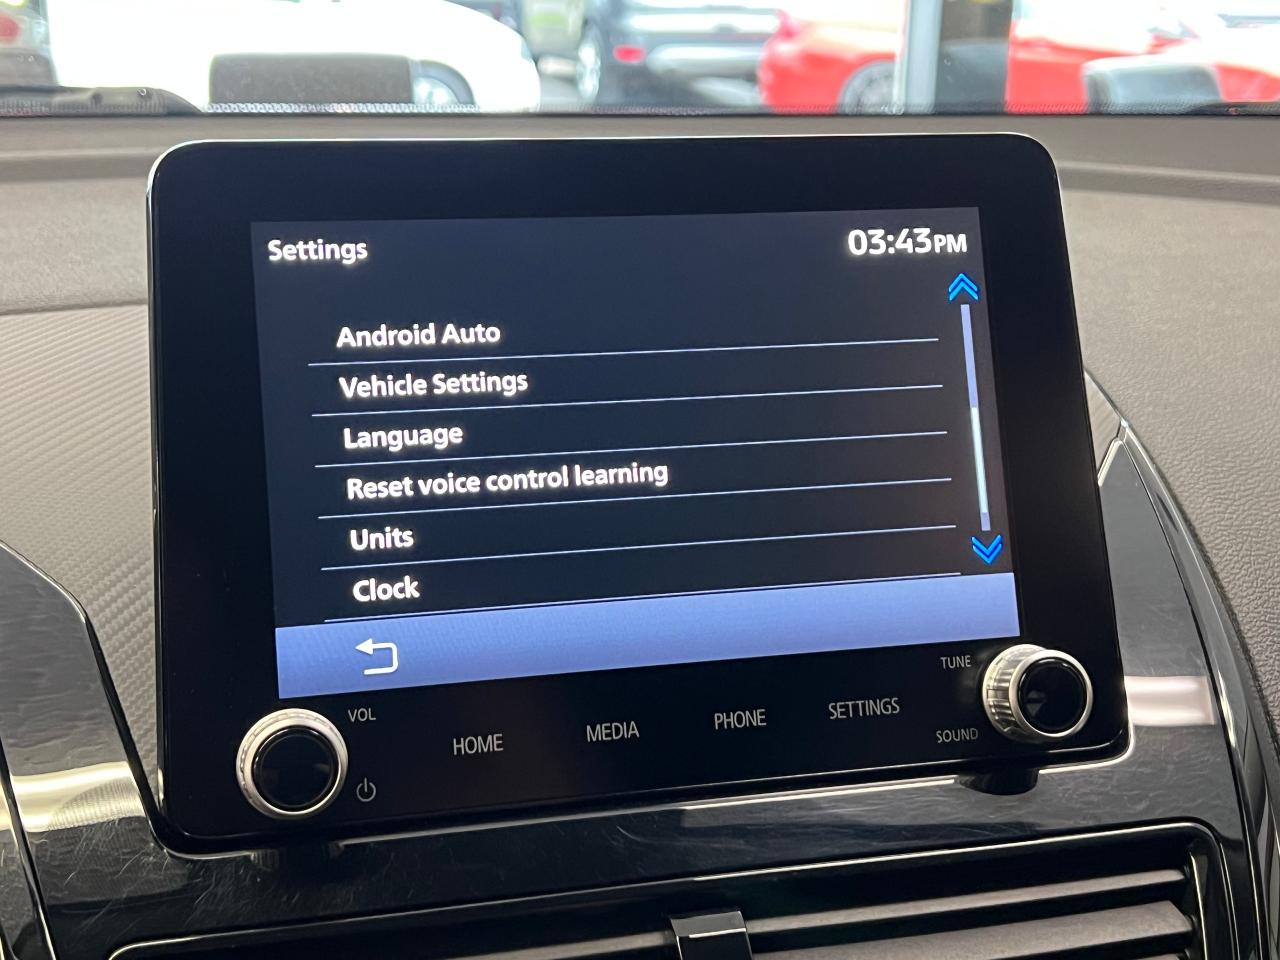 Settings
03:43PM
Android Auto
Vehicle Settings
Language
Reset voice control learning
Units
Clock
VOL
HOME
MEDIA
PHONE
SETTINGS
TUNE
SOUND